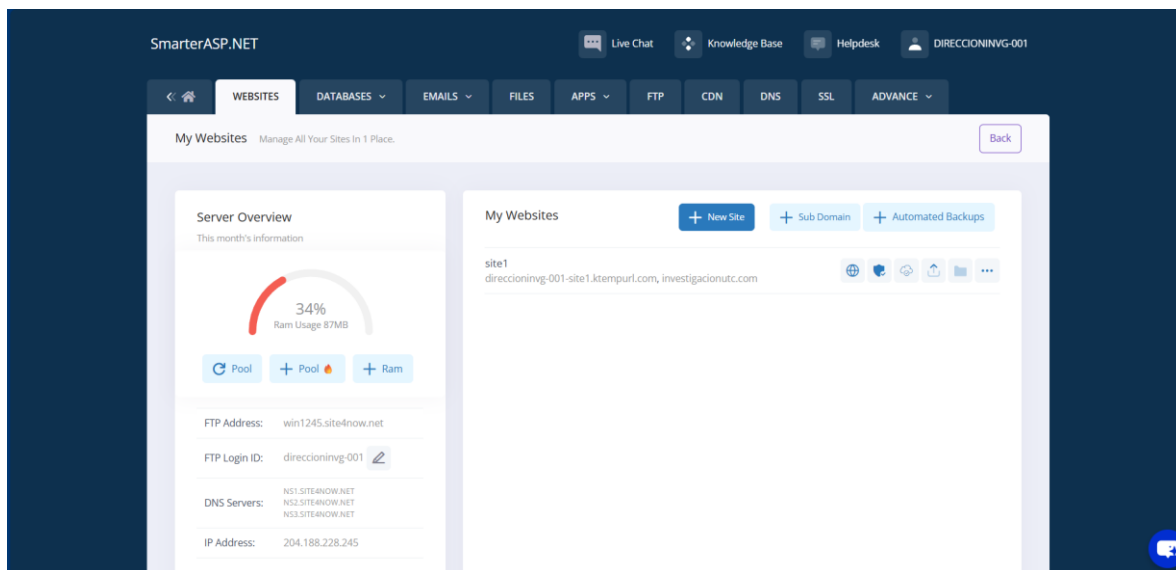 SmarterASP.NET
Live Chat
Knowledge Base
Helpdesk
DIRECCIONINVG-001
WEBSITES
DATABASES
EMAILS
FILES
APPS
FTP
CDN
DNS
SSL
ADVANCE
My Websites Manage All Your Sites In 1 Place.
Back
Server Overview
This month's information
34%
Ram Usage 87MB
Pool
Pool
Ram
FTP Address: win1245.site4now.net
FTP Login ID: direccioninvg-001
DNS Servers: NS1.SITE4NOW.NET
NS2.SITE4NOW.NET
NS3.SITE4NOW.NET
IP Address: 204.188.228.245
My Websites
New Site
Sub Domain
Automated Backups
site1
direccioninvg-001-site1.ktempurl.com, investigacionutc.com